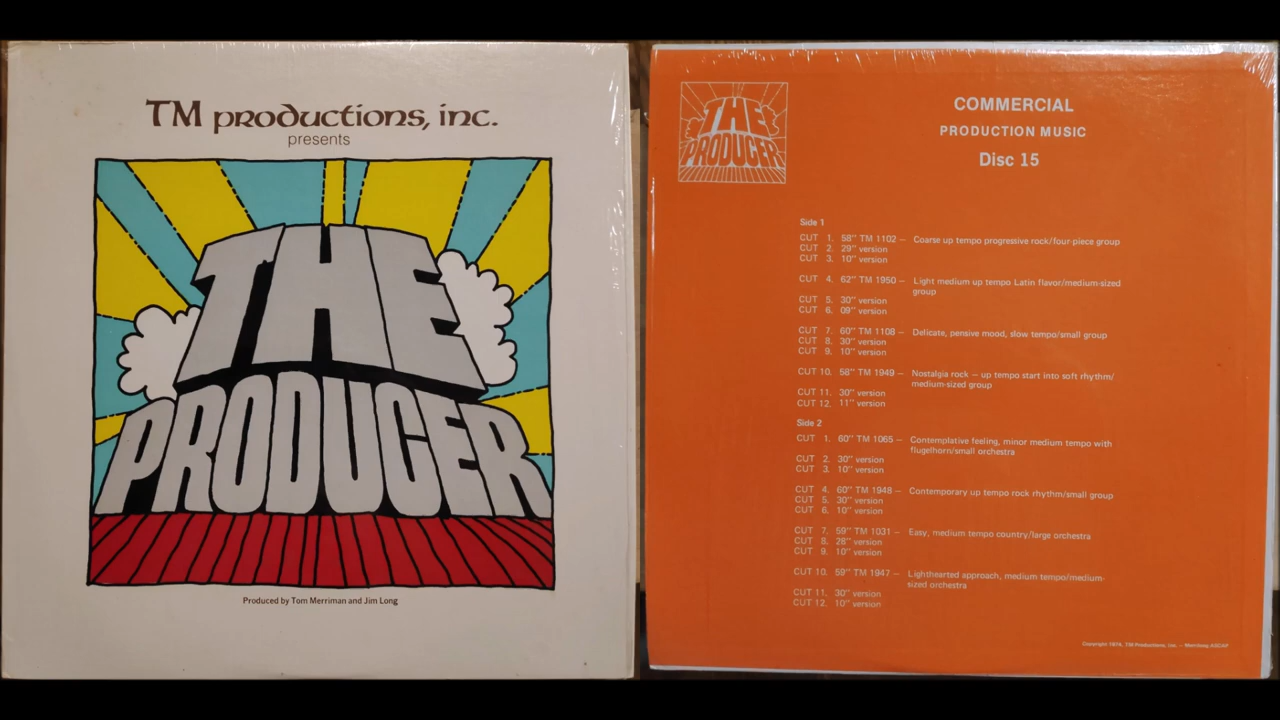 TM productions, inc.
presents
THE
PRODUCER
Produced by Tom Merriman and Jim Long
THE
PRODUCER
COMMERCIAL
PRODUCTION MUSIC
Disc 15
Side 1
CUT 1. 58" TM 1102 — Coarse up tempo progressive rock/four-piece group
CUT 2. 29" version
CUT 3. 10" version
CUT 4. 62" TM 1950 — Light medium up tempo Latin flavor/medium-sized
group
CUT 5. 30" version
CUT 6. 09" version
CUT 7. 60" TM 1108 — Delicate, pensive mood, slow tempo/small group
CUT 8. 30" version
CUT 9. 10" version
CUT 10. 58" TM 1949 — Nostalgia rock — up tempo start into soft rhythm/
medium-sized group
CUT 11. 30" version
CUT 12. 11" version
Side 2
CUT 1. 60" TM 1065 — Contemplative feeling, minor medium tempo with
flugelhorn/small orchestra
CUT 2. 30" version
CUT 3. 10" version
CUT 4. 60" TM 1948 — Contemporary up tempo rock rhythm/small group
CUT 5. 30" version
CUT 6. 10" version
CUT 7. 59" TM 1031 — Easy, medium tempo country/large orchestra
CUT 8. 28" version
CUT 9. 10" version
CUT 10. 59" TM 1947 — Lighthearted approach, medium tempo/medium-
sized orchestra
CUT 11. 30" version
CUT 12. 10" version
Copyright 1974, TM Productions, Inc. — Merrilong ASCAP